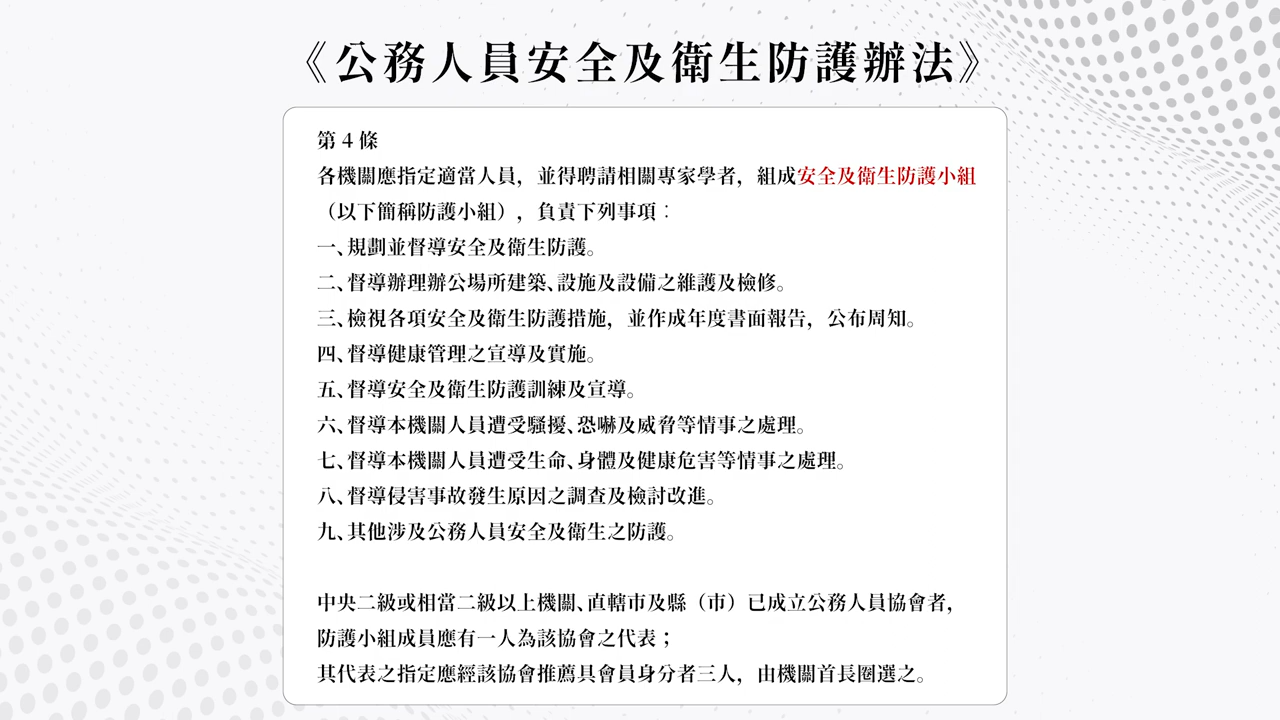 《公務人員安全及衛生防護辦法》
第 4 條
各機關應指定適當人員，並得聘請相關專家學者，組成安全及衛生防護小組
（以下簡稱防護小組），負責下列事項：
一、規劃並督導安全及衛生防護。
二、督導辦理辦公場所建築、設施及設備之維護及檢修。
三、檢視各項安全及衛生防護措施，並作成年度書面報告，公布周知。
四、督導健康管理之宣導及實施。
五、督導安全及衛生防護訓練及宣導。
六、督導本機關人員遭受騷擾、恐嚇及威脅等情事之處理。
七、督導本機關人員遭受生命、身體及健康危害等情事之處理。
八、督導侵害事故發生原因之調查及檢討改進。
九、其他涉及公務人員安全及衛生之防護。
中央二級或相當二級以上機關、直轄市及縣（市）已成立公務人員協會者，
防護小組成員應有一人為該協會之代表；
其代表之指定應經該協會推薦具會員身分者三人，由機關首長圈選之。